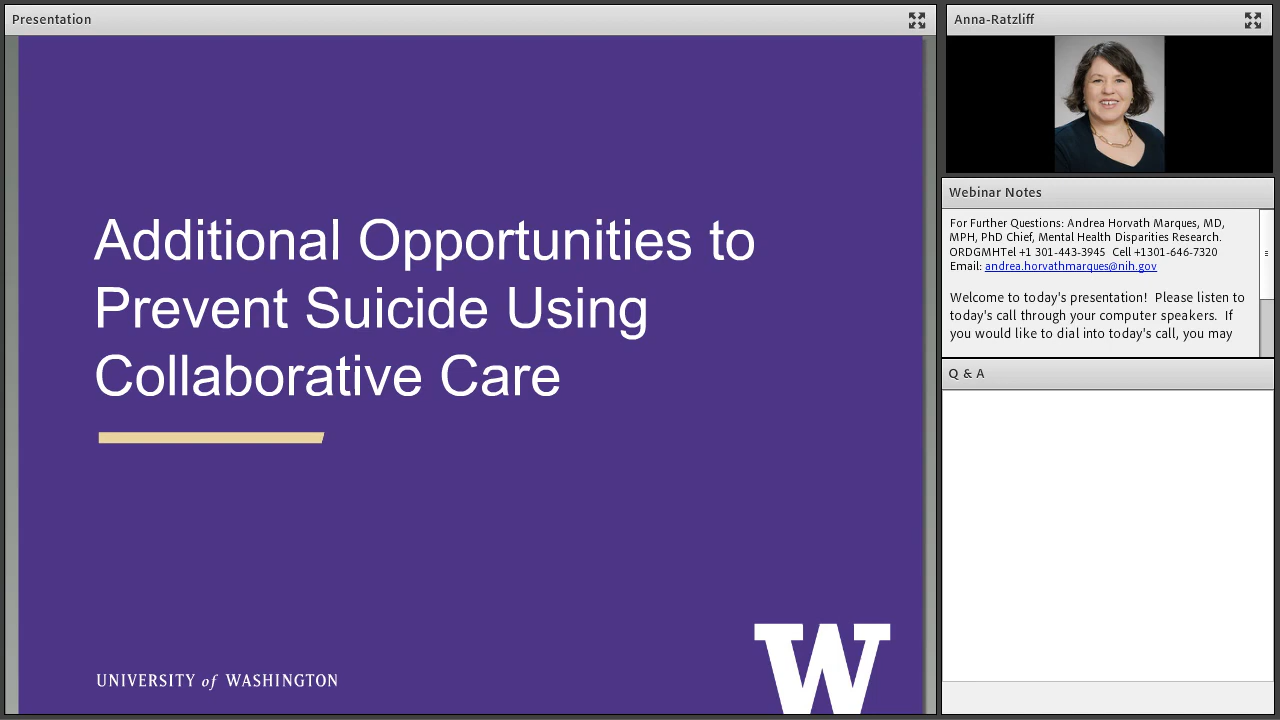 Presentation
Additional Opportunities to
Prevent Suicide Using
Collaborative Care
UNIVERSITY of WASHINGTON
W
Anna-Ratzliff
Webinar Notes
For Further Questions: Andrea Horvath Marques, MD,
MPH, PhD Chief, Mental Health Disparities Research.
ORDGMHTel +1 301-443-3945 Cell +1301-646-7320
Email: andrea.horvathmarques@nih.gov
Welcome to today's presentation! Please listen to
today's call through your computer speakers. If
you would like to dial into today's call, you may
Q & A